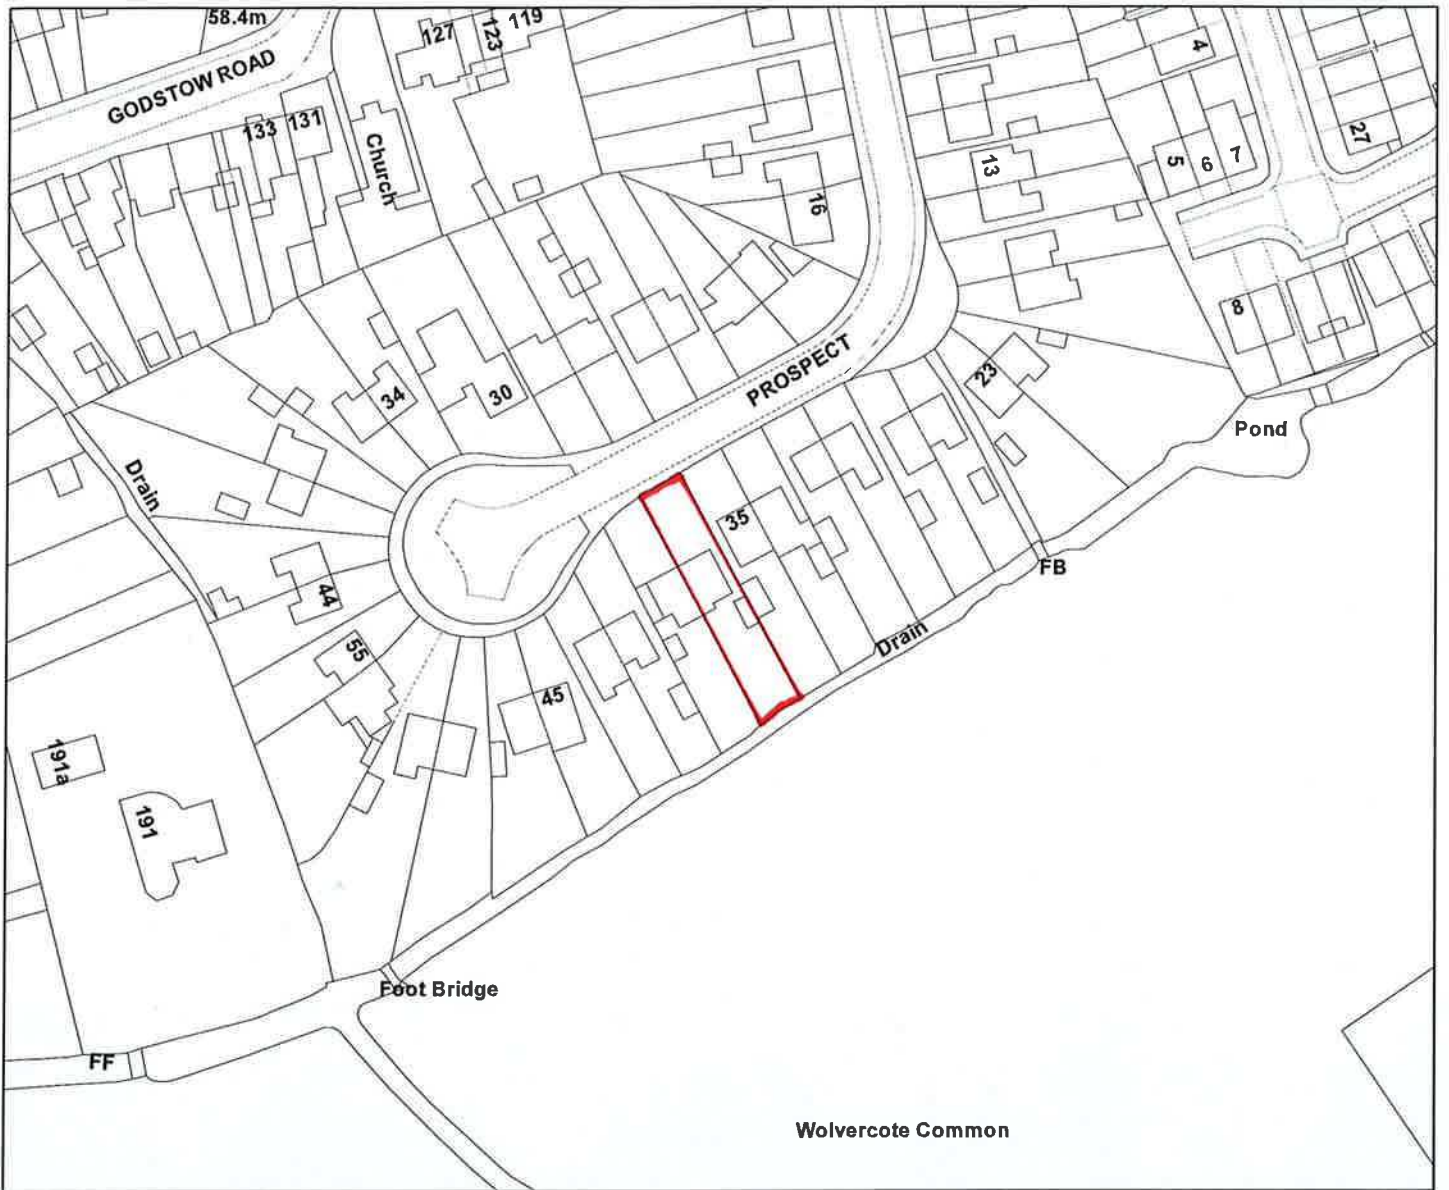 58.4m
127
123
119
GODSTOW ROAD
133
131
Church
4
27
5
6
7
13
16
8
34
30
PROSPECT
23
Pond
Drain
35
FB
44
Drain
55
45
191a
191
Foot Bridge
FF
Wolvercote Common